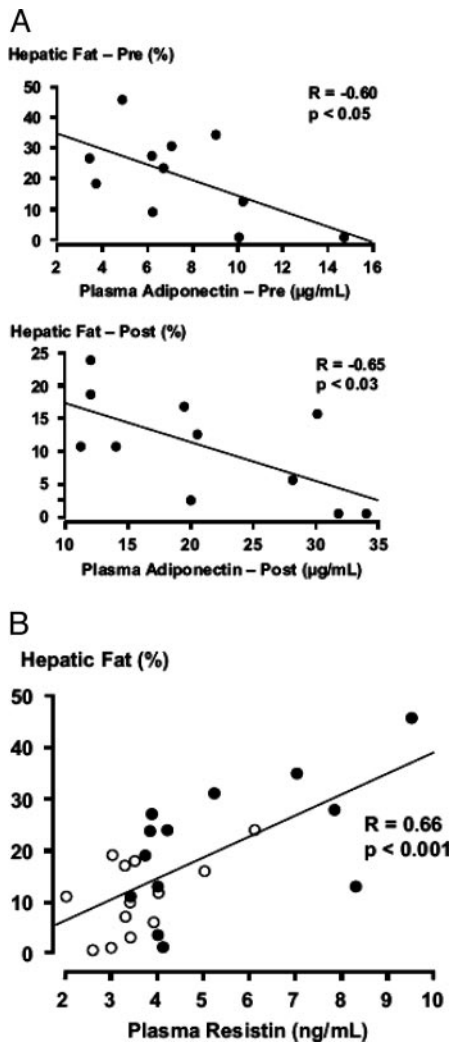 A
Hepatic Fat – Pre (%)
50
40
30
20
10
0
R = -0.60
p < 0.05
2 4 6 8 10 12 14 16
Plasma Adiponectin – Pre (µg/mL)
Hepatic Fat – Post (%)
25
20
15
10
5
0
R = -0.65
p < 0.03
10 15 20 25 30 35
Plasma Adiponectin – Post (µg/mL)
B
Hepatic Fat (%)
50
40
30
20
10
0
R = 0.66
p < 0.001
2 3 4 5 6 7 8 9 10
Plasma Resistin (ng/mL)